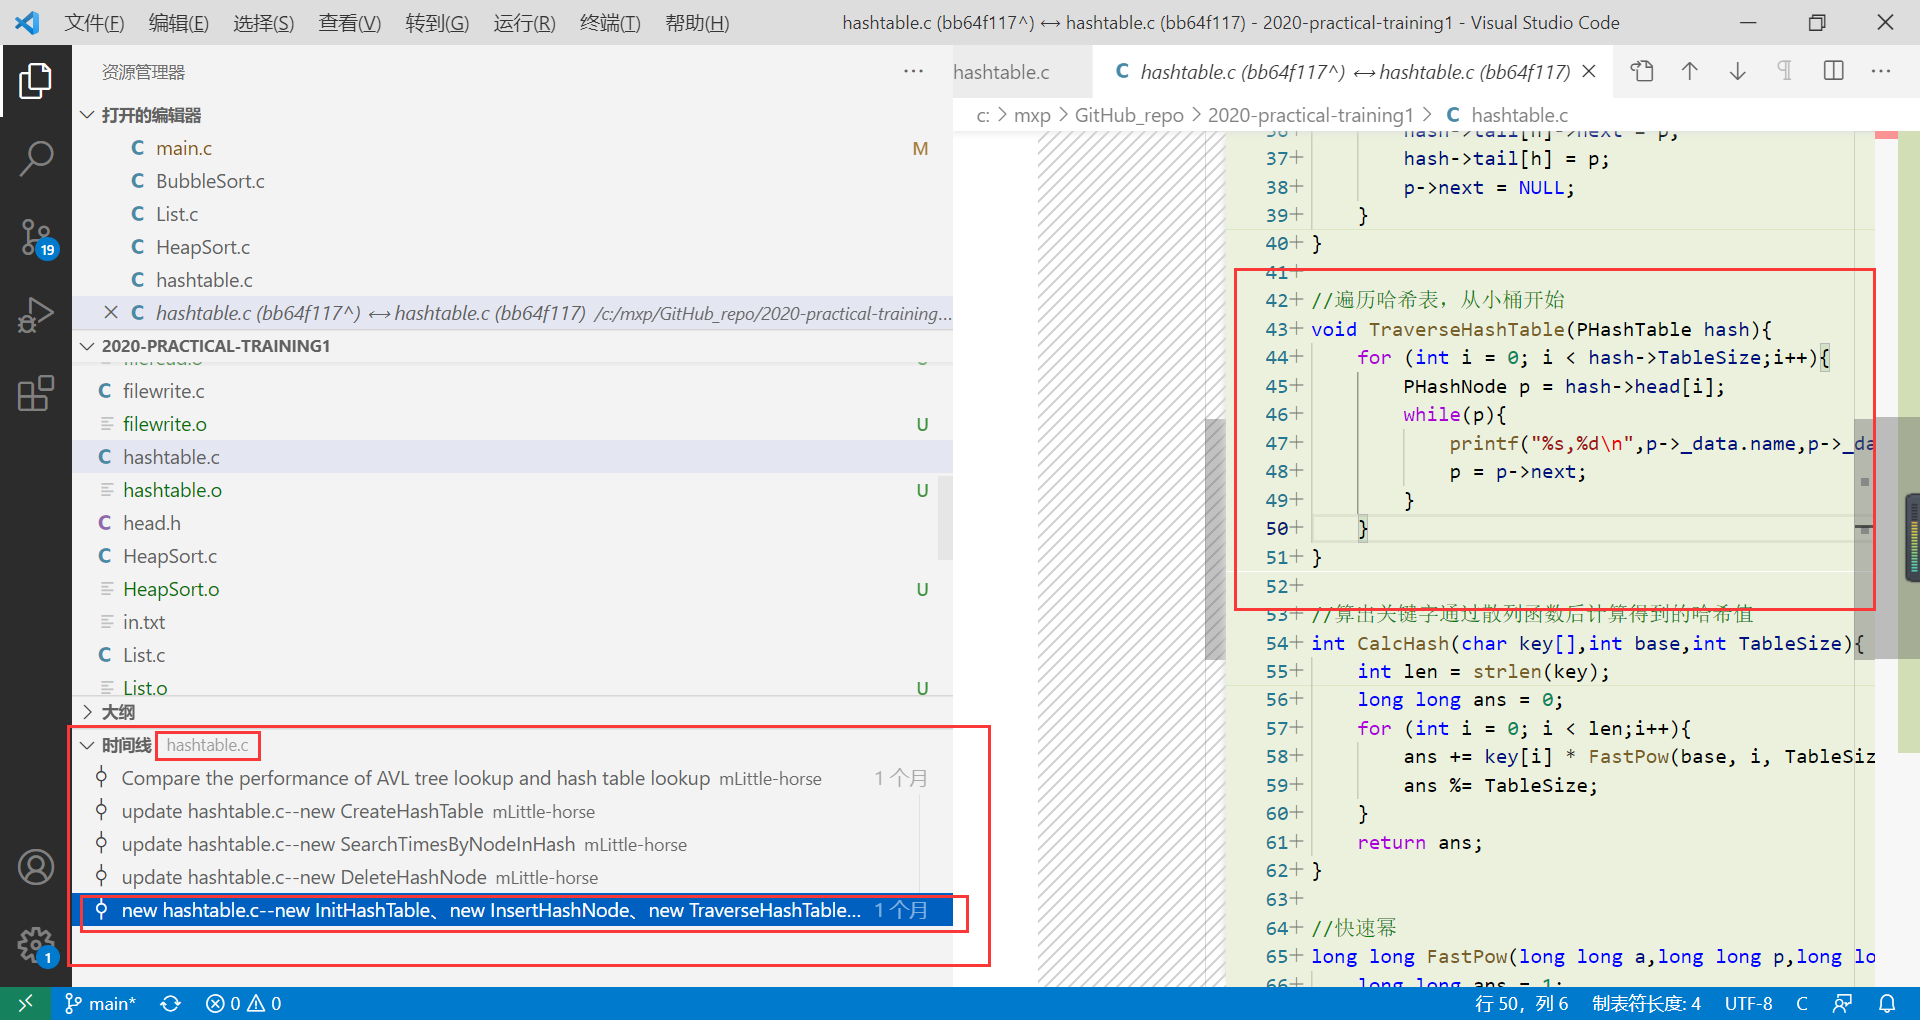 文件(F) 编辑(E) 选择(S) 查看(V) 转到(G) 运行(R) 终端(T) 帮助(H) hashtable.c (bb64f117^) ↔ hashtable.c (bb64f117) - 2020-practical-training1 - Visual Studio Code
资源管理器
打开的编辑器
main.c M
BubbleSort.c
List.c
HeapSort.c
hashtable.c
hashtable.c (bb64f117^) ↔ hashtable.c (bb64f117) /c:/mxp/GitHub_repo/2020-practical-training...
2020-PRACTICAL-TRAINING1
fileread.o
filewrite.c
filewrite.o U
hashtable.c
hashtable.o U
head.h
HeapSort.c
HeapSort.o U
in.txt
List.c
List.o U
大纲
时间线 hashtable.c
Compare the performance of AVL tree lookup and hash table lookup mLittle-horse 1 个月
update hashtable.c--new CreateHashTable mLittle-horse
update hashtable.c--new SearchTimesByNodeInHash mLittle-horse
update hashtable.c--new DeleteHashNode mLittle-horse
new hashtable.c--new InitHashTable、new InsertHashNode、new TraverseHashTable... 1 个月
19
1
hashtable.c
hashtable.c (bb64f117^) ↔ hashtable.c (bb64f117)
c: > mxp > GitHub_repo > 2020-practical-training1 > hashtable.c
36+ hash->tail[h]->next = p;
37+ hash->tail[h] = p;
38+ p->next = NULL;
39+ }
40+ }
41+
42+ //遍历哈希表，从小桶开始
43+ void TraverseHashTable(PHashTable hash){
44+ for (int i = 0; i < hash->TableSize;i++){
45+ PHashNode p = hash->head[i];
46+ while(p){
47+ printf("%s,%d\n",p->_data.name,p->_da
48+ p = p->next;
49+ }
50+ }
51+ }
52+
53+ //算出关键字通过散列函数后计算得到的哈希值
54+ int CalcHash(char key[],int base,int TableSize){
55+ int len = strlen(key);
56+ long long ans = 0;
57+ for (int i = 0; i < len;i++){
58+ ans += key[i] * FastPow(base, i, TableSiz
59+ ans %= TableSize;
60+ }
61+ return ans;
62+ }
63+
64+ //快速幂
65+ long long FastPow(long long a,long long p,long lo
66+ long long ans = 1;
main* 0 0 行 50，列 6 制表符长度: 4 UTF-8 C